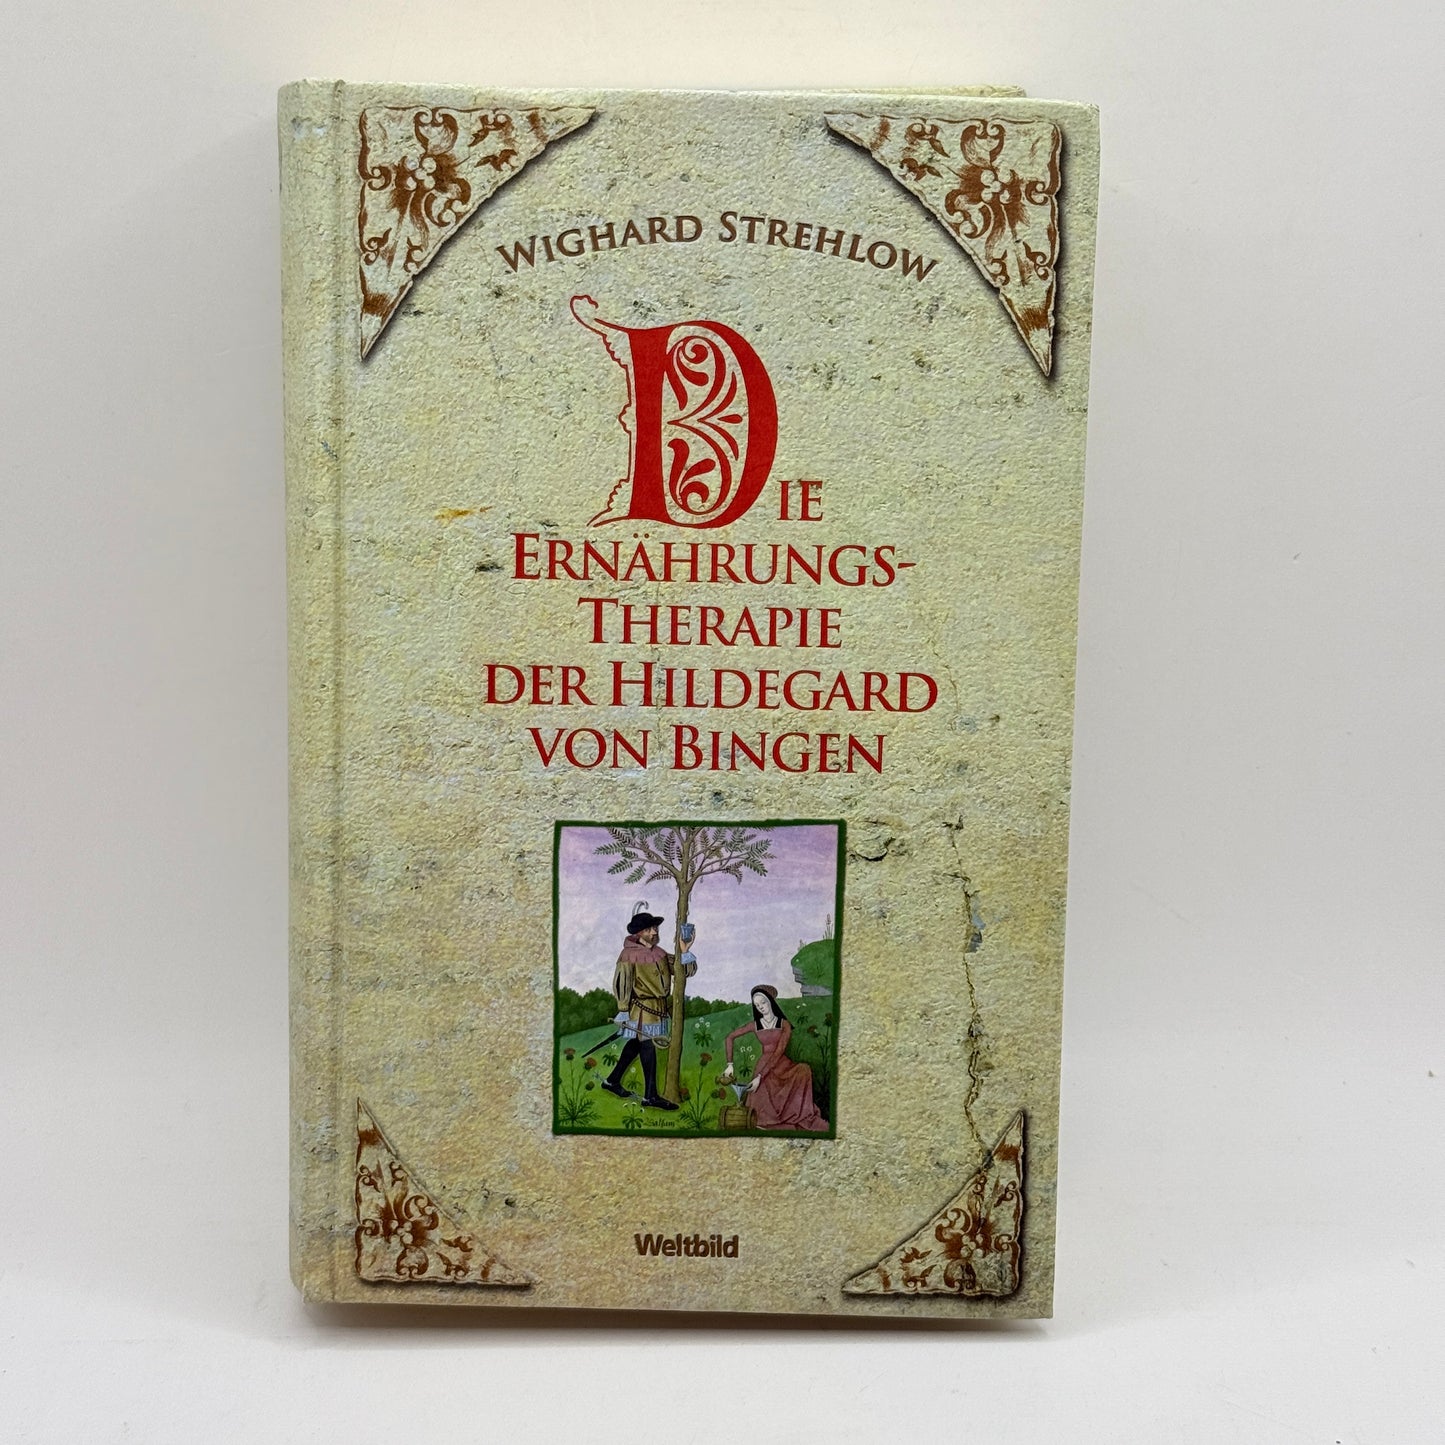 WIGHARD STREHLOW
DIE
ERNÄHRUNGS-
THERAPIE
DER HILDEGARD
VON BINGEN
Weltbild